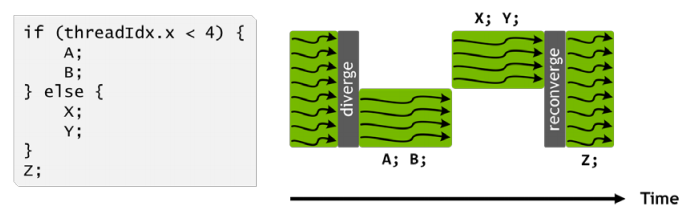 if (threadIdx.x < 4) {
    A;
    B;
} else {
    X;
    Y;
}
Z;
diverge
A; B;
X; Y;
reconverge
Z;
Time